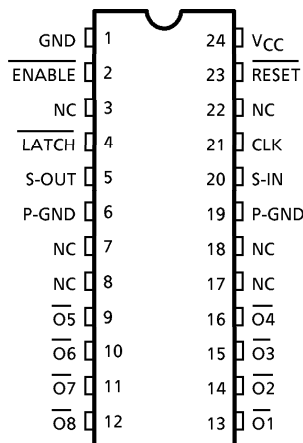 GND 1 24 VCC
ENABLE 2 23 RESET
NC 3 22 NC
LATCH 4 21 CLK
S-OUT 5 20 S-IN
P-GND 6 19 P-GND
NC 7 18 NC
NC 8 17 NC
O5 9 16 O4
O6 10 15 O3
O7 11 14 O2
O8 12 13 O1